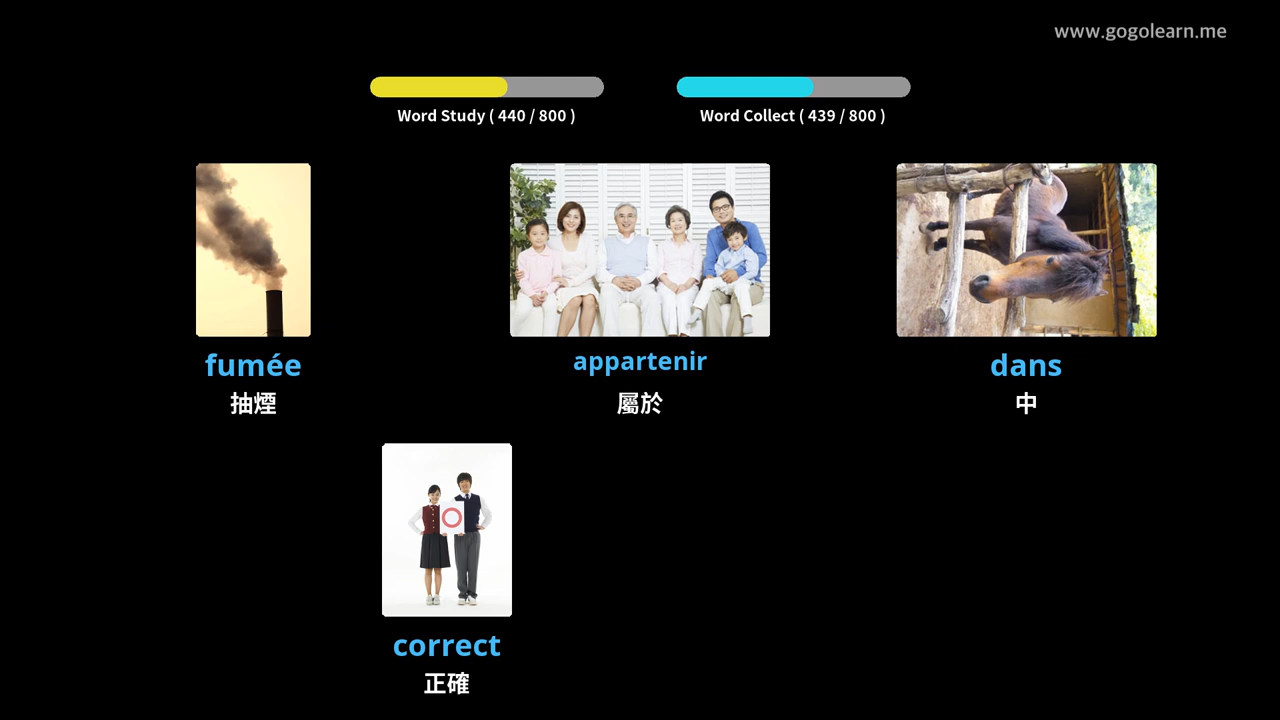 www.gogolearn.me
Word Study ( 440 / 800 )
Word Collect ( 439 / 800 )
fumée
抽煙
appartenir
屬於
dans
中
correct
正確